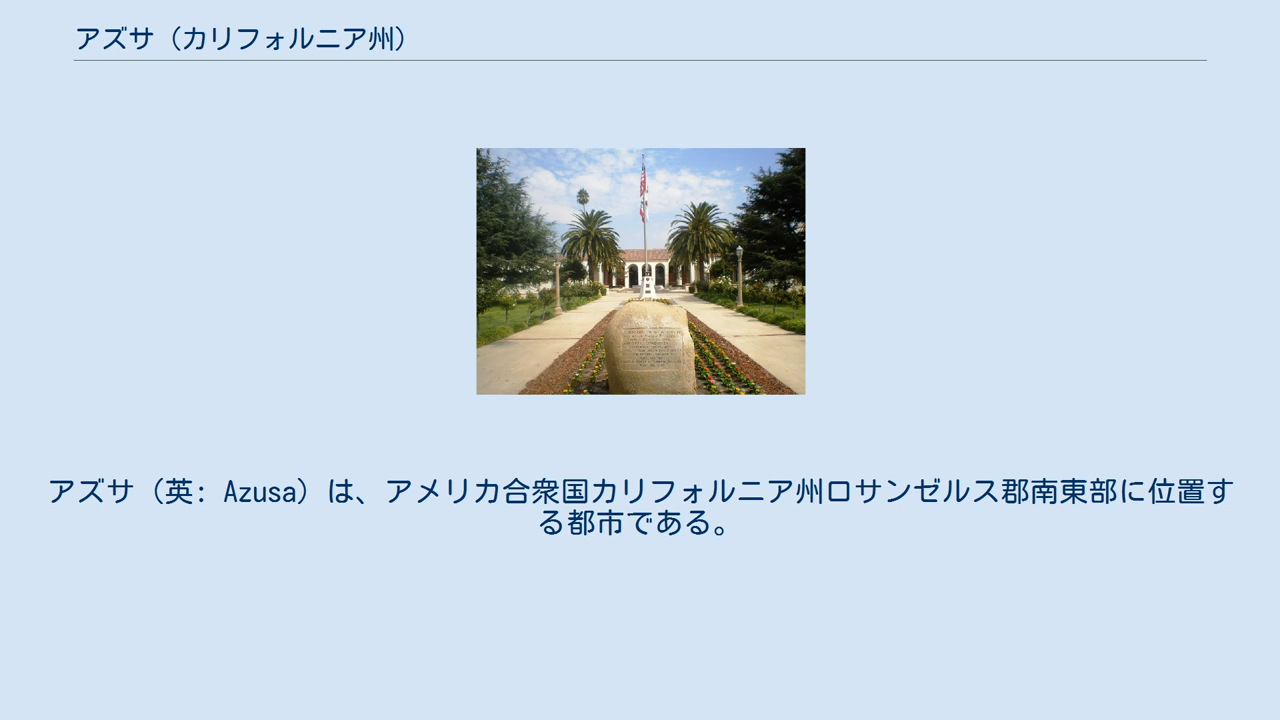 アズサ（カリフォルニア州）
アズサ（英: Azusa）は、アメリカ合衆国カリフォルニア州ロサンゼルス郡南東部に位置す
る都市である。